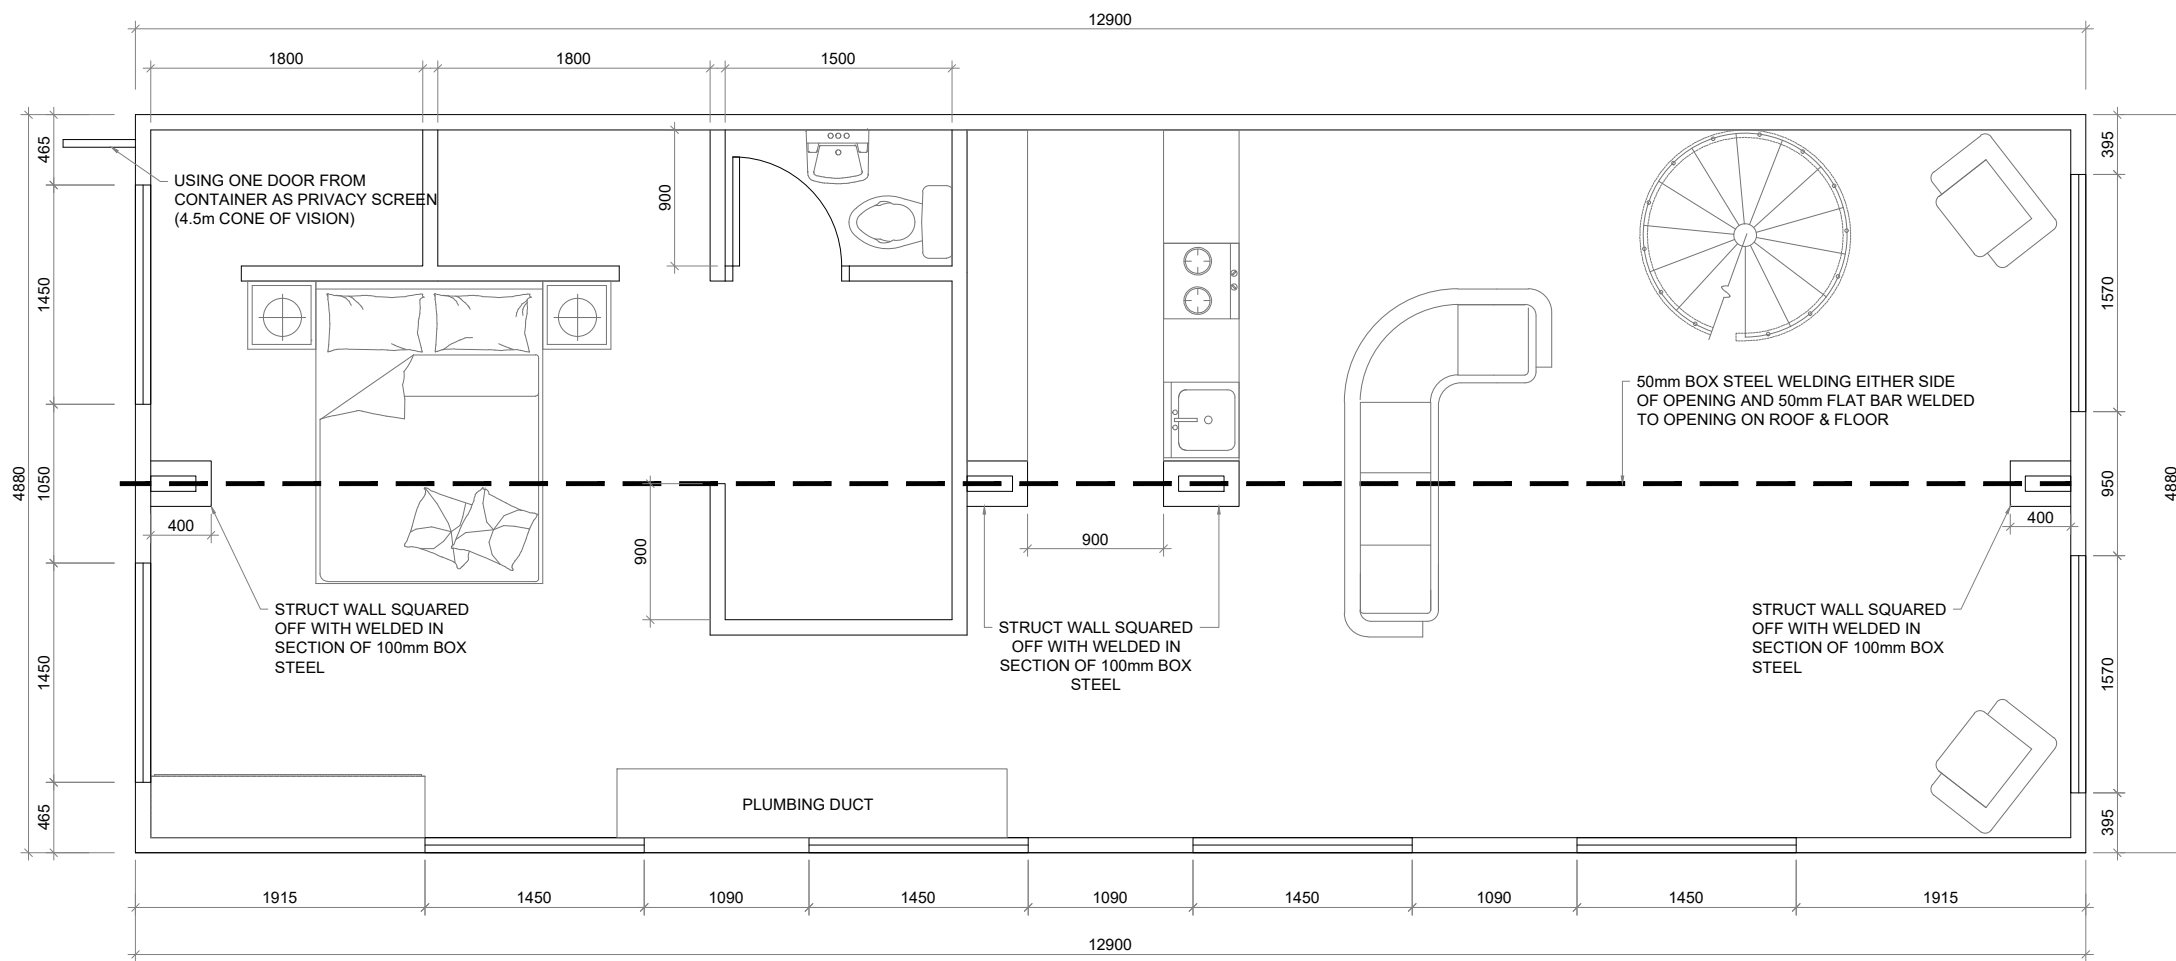 12900
1800
1800
1500
465
1450
1050
1450
465
4880
USING ONE DOOR FROM
CONTAINER AS PRIVACY SCREEN
(4.5m CONE OF VISION)
900
395
1570
950
1570
395
4880
50mm BOX STEEL WELDING EITHER SIDE
OF OPENING AND 50mm FLAT BAR WELDED
TO OPENING ON ROOF & FLOOR
400
900
900
400
STRUCT WALL SQUARED
OFF WITH WELDED IN
SECTION OF 100mm BOX
STEEL
STRUCT WALL SQUARED
OFF WITH WELDED IN
SECTION OF 100mm BOX
STEEL
STRUCT WALL SQUARED
OFF WITH WELDED IN
SECTION OF 100mm BOX
STEEL
PLUMBING DUCT
1915
1450
1090
1450
1090
1450
1090
1450
1915
12900